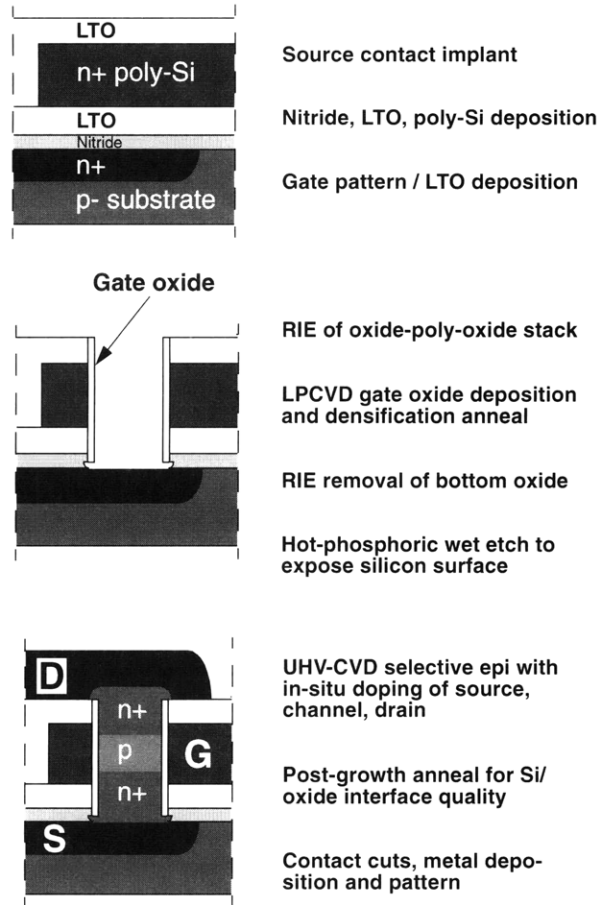 LTO
n+ poly-Si
LTO
Nitride
n+
p- substrate
Source contact implant
Nitride, LTO, poly-Si deposition
Gate pattern / LTO deposition
Gate oxide
RIE of oxide-poly-oxide stack
LPCVD gate oxide deposition
and densification anneal
RIE removal of bottom oxide
Hot-phosphoric wet etch to
expose silicon surface
D
n+
p
G
n+
S
UHV-CVD selective epi with
in-situ doping of source,
channel, drain
Post-growth anneal for Si/
oxide interface quality
Contact cuts, metal depo-
sition and pattern